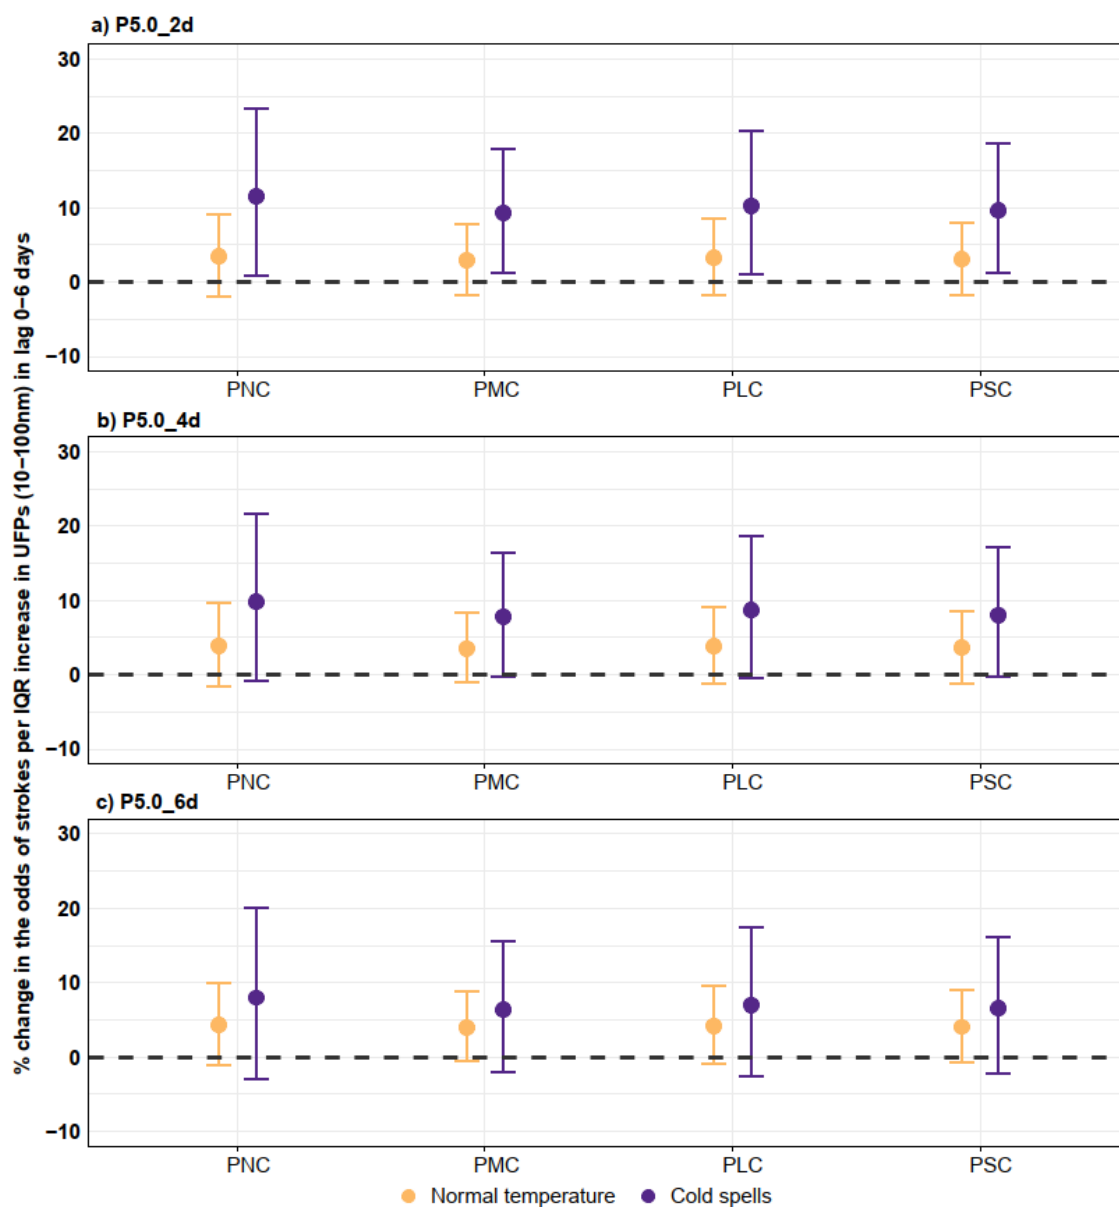 % change in the odds of strokes per IQR increase in UFPs (10−100nm) in lag 0−6 days
a) P5.0_2d
30
20
10
0
−10
PNC PMC PLC PSC
b) P5.0_4d
30
20
10
0
−10
PNC PMC PLC PSC
c) P5.0_6d
30
20
10
0
−10
PNC PMC PLC PSC
Normal temperature Cold spells